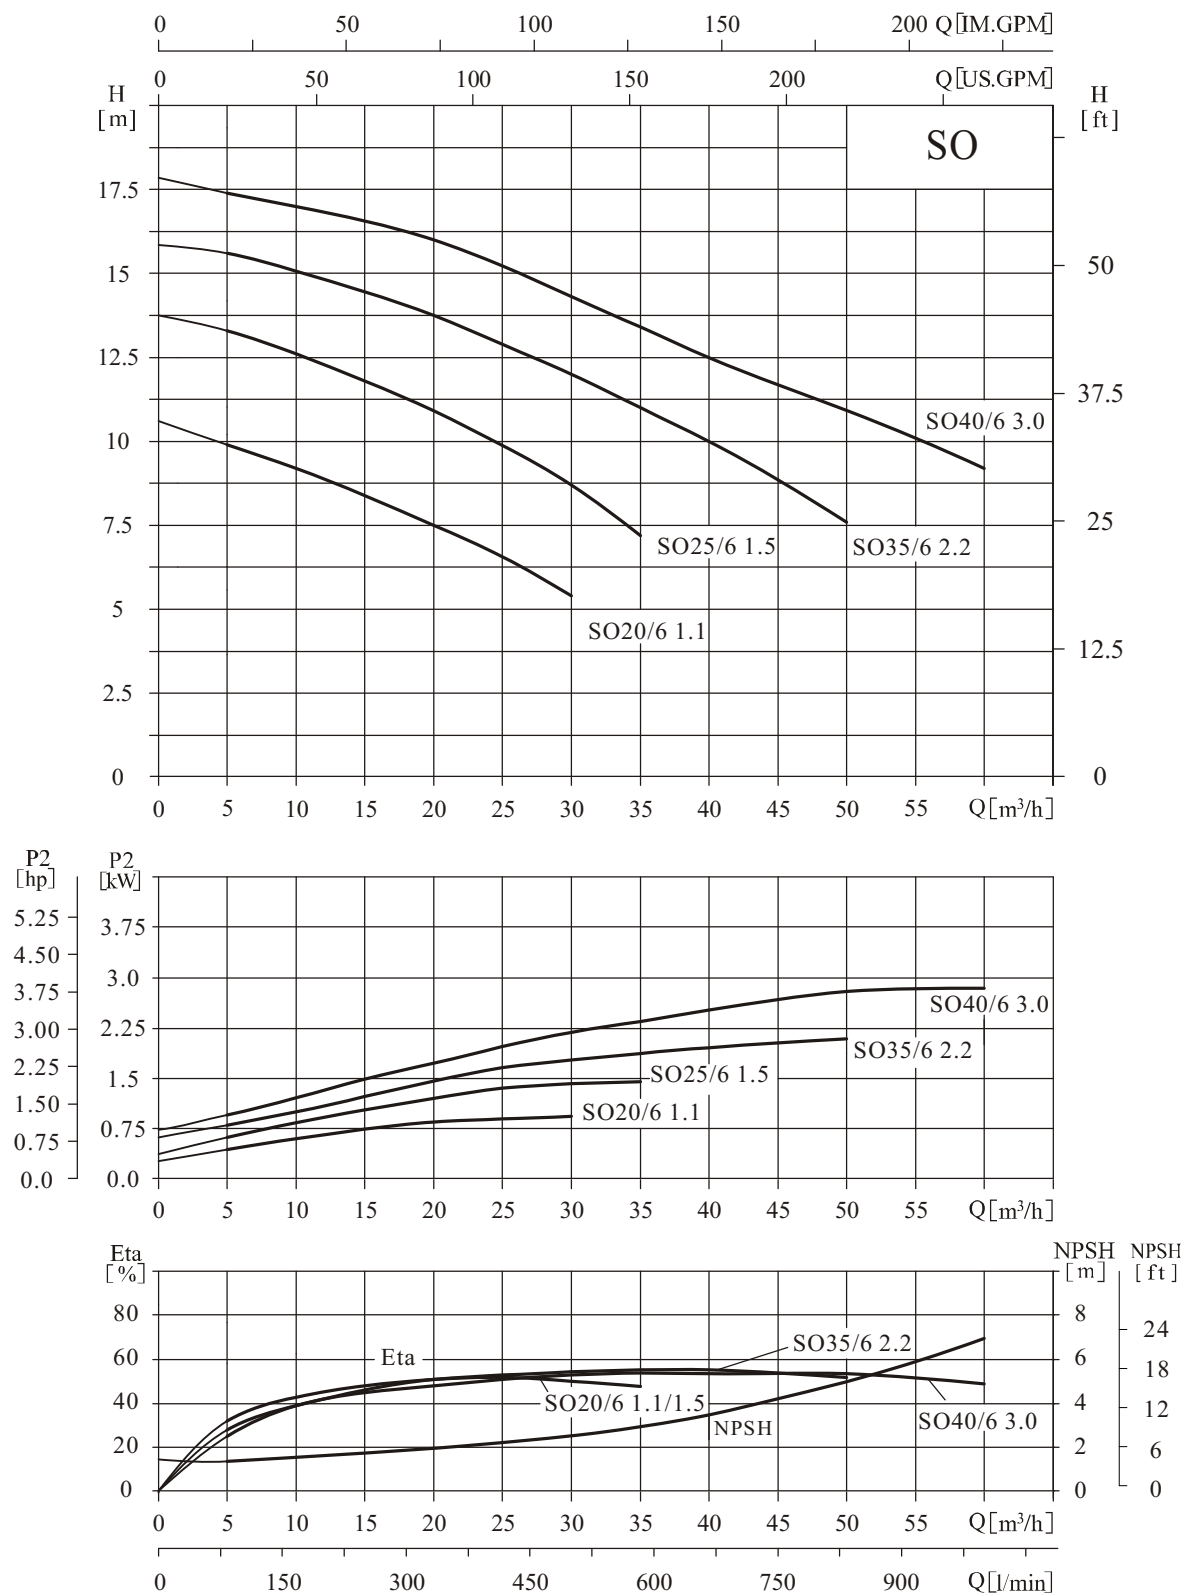 0 50 100 150 200 Q[IM.GPM]
0 50 100 150 200 Q[US.GPM]
H
[m]
H
[ft]
SO
17.5
15
12.5
10
7.5
5
2.5
0
50
37.5
25
12.5
0
SO40/6 3.0
SO35/6 2.2
SO25/6 1.5
SO20/6 1.1
0 5 10 15 20 25 30 35 40 45 50 55 Q[m³/h]
P2
[hp]
P2
[kW]
5.25
4.50
3.75
3.00
2.25
1.50
0.75
0.0
3.75
3.0
2.25
1.5
0.75
0.0
SO40/6 3.0
SO35/6 2.2
SO25/6 1.5
SO20/6 1.1
0 5 10 15 20 25 30 35 40 45 50 55 Q[m³/h]
Eta
[%]
NPSH
[m]
NPSH
[ft]
80
60
40
20
0
8
6
4
2
0
24
18
12
6
0
Eta
SO35/6 2.2
SO20/6 1.1/1.5
NPSH
SO40/6 3.0
0 5 10 15 20 25 30 35 40 45 50 55 Q[m³/h]
0 150 300 450 600 750 900 Q[l/min]